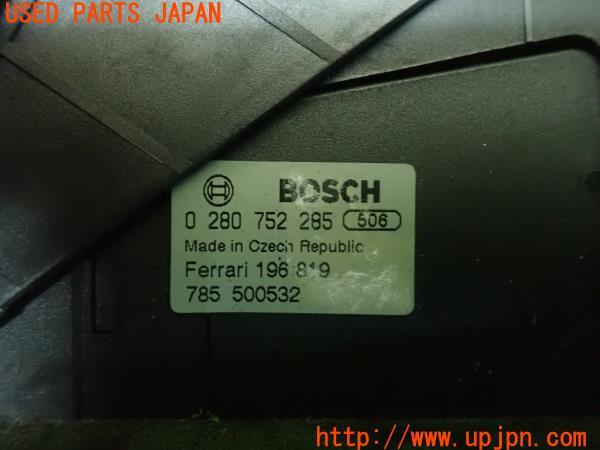 USED PARTS JAPAN
BOSCH
0 280 752 285 506
Made in Czech Republic
Ferrari 196 819
785 500532
http://www.upjpn.com